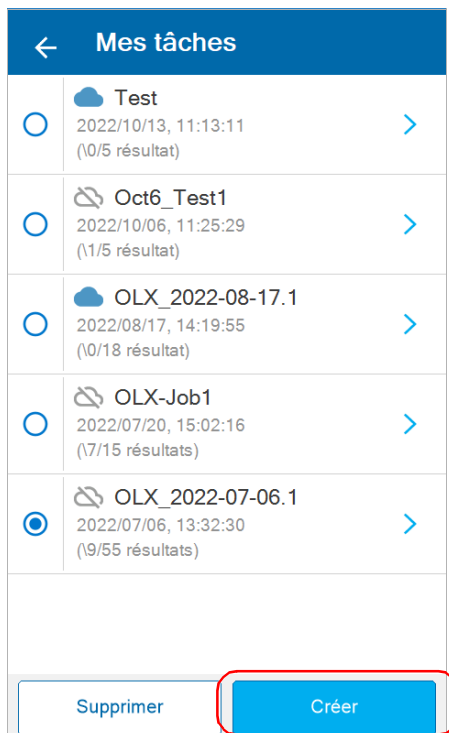 Mes tâches
Test
2022/10/13, 11:13:11
(\0/5 résultat)
Oct6_Test1
2022/10/06, 11:25:29
(\1/5 résultat)
OLX_2022-08-17.1
2022/08/17, 14:19:55
(\0/18 résultat)
OLX-Job1
2022/07/20, 15:02:16
(\7/15 résultats)
OLX_2022-07-06.1
2022/07/06, 13:32:30
(\9/55 résultats)
Supprimer
Créer